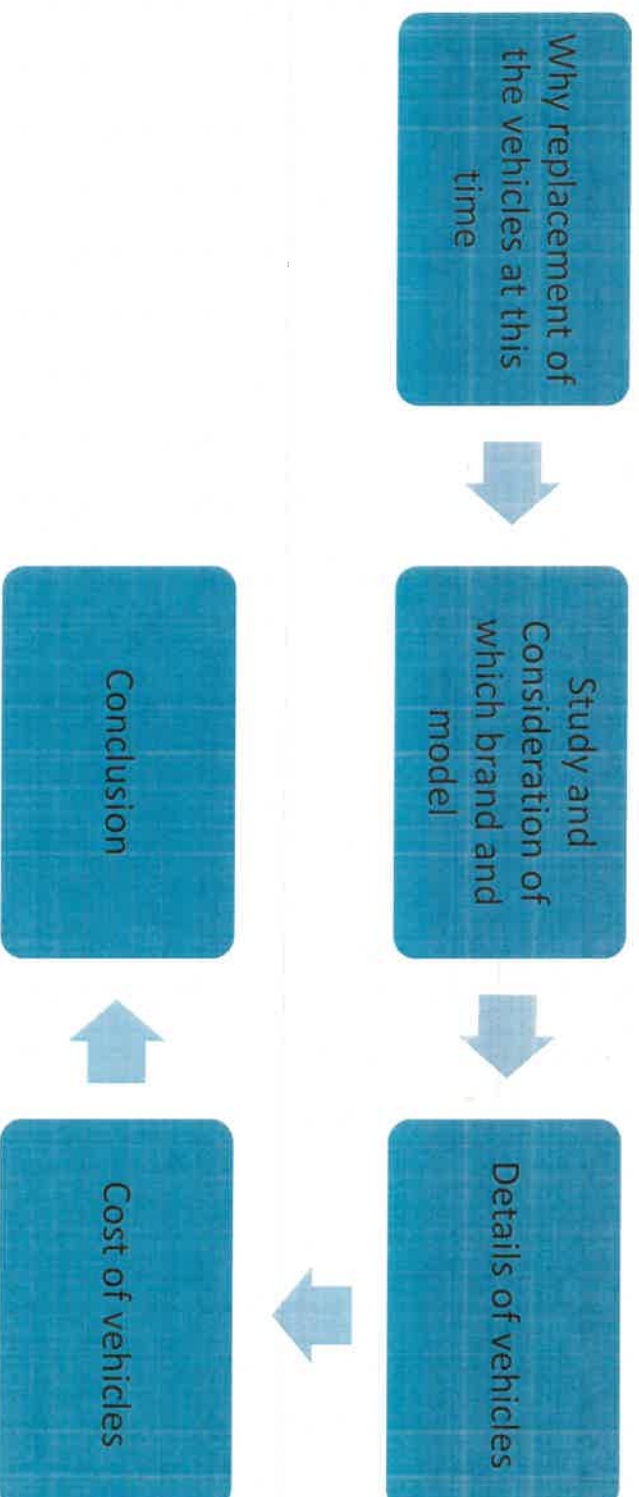 Why replacement of
the vehicles at this
time
Study and
Consideration of
which brand and
model
Details of vehicles
Cost of vehicles
Conclusion